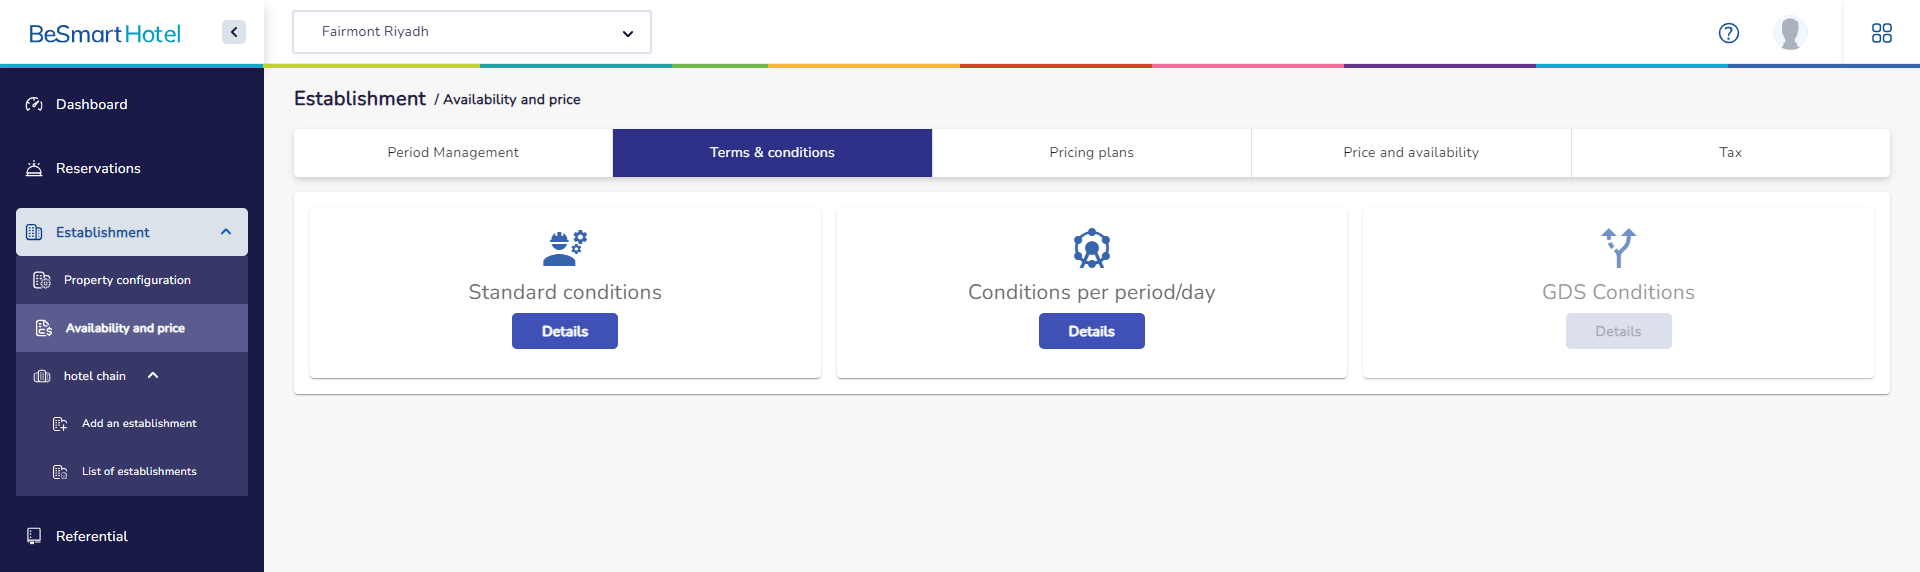 BeSmartHotel
Fairmont Riyadh
Dashboard
Reservations
Establishment
Property configuration
Availability and price
hotel chain
Add an establishment
List of establishments
Referential
Establishment / Availability and price
Period Management
Terms & conditions
Pricing plans
Price and availability
Tax
Standard conditions
Details
Conditions per period/day
Details
GDS Conditions
Details